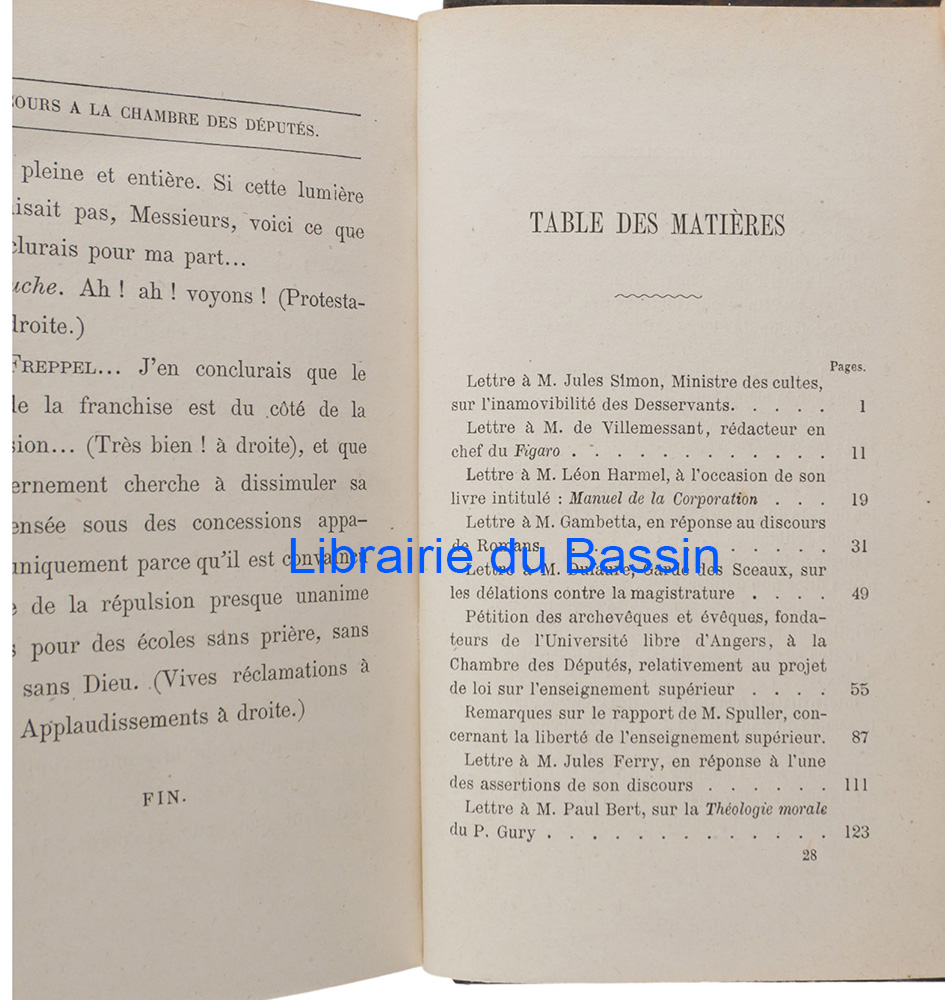 OURS A LA CHAMBRE DES DÉPUTÉS.
pleine et entière. Si cette lumière
isait pas, Messieurs, voici ce que
clurais pour ma part...
uche. Ah ! ah ! voyons ! (Protesta-
droite.)
FREPPEL... J'en conclurais que le
de la franchise est du côté de la
sion... (Très bien ! à droite), et que
ernement cherche à dissimuler sa
ensée sous des concessions appa-
uniquement parce qu'il est convaincu
de la répulsion presque unanime
s pour des écoles sans prière, sans
sans Dieu. (Vives réclamations à
Applaudissements à droite.)
FIN.
TABLE DES MATIÈRES
Pages.
Lettre à M. Jules Simon, Ministre des cultes,
sur l'inamovibilité des Desservants. . . . . 1
Lettre à M. de Villemessant, rédacteur en
chef du Figaro . . . . . . . . . . . . 11
Lettre à M. Léon Harmel, à l'occasion de son
livre intitulé : Manuel de la Corporation . . . 19
Lettre à M. Gambetta, en réponse au discours
de Romans . . . . . . . . . . . . 31
Lettre à M. Dufaure, Garde des Sceaux, sur
les délations contre la magistrature . . . . 49
Pétition des archevêques et évêques, fonda-
teurs de l'Université libre d'Angers, à la
Chambre des Députés, relativement au projet
de loi sur l'enseignement supérieur . . . . 55
Remarques sur le rapport de M. Spuller, con-
cernant la liberté de l'enseignement supérieur. 87
Lettre à M. Jules Ferry, en réponse à l'une
des assertions de son discours . . . . . . 111
Lettre à M. Paul Bert, sur la Théologie morale
du P. Gury . . . . . . . . . . . . . 123
28
Librairie du Bassin